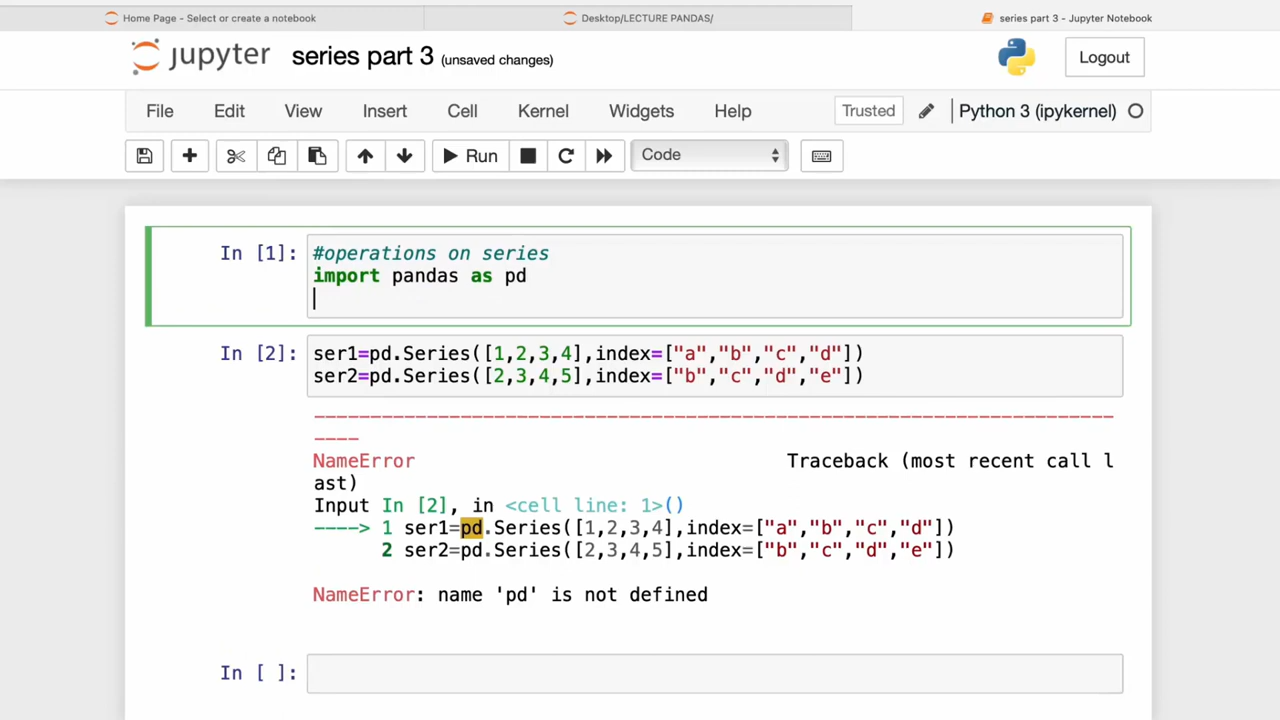 Home Page - Select or create a notebook
Desktop/LECTURE PANDAS/
series part 3 - Jupyter Notebook
jupyter series part 3 (unsaved changes)
Logout
File Edit View Insert Cell Kernel Widgets Help
Trusted
Python 3 (ipykernel)
Run
Code
In [1]: #operations on series
import pandas as pd
In [2]: ser1=pd.Series([1,2,3,4],index=["a","b","c","d"])
ser2=pd.Series([2,3,4,5],index=["b","c","d","e"])
---------------------------------------------------------------------------
----
NameError Traceback (most recent call l
ast)
Input In [2], in <cell line: 1>()
----> 1 ser1=pd.Series([1,2,3,4],index=["a","b","c","d"])
2 ser2=pd.Series([2,3,4,5],index=["b","c","d","e"])
NameError: name 'pd' is not defined
In [ ]: